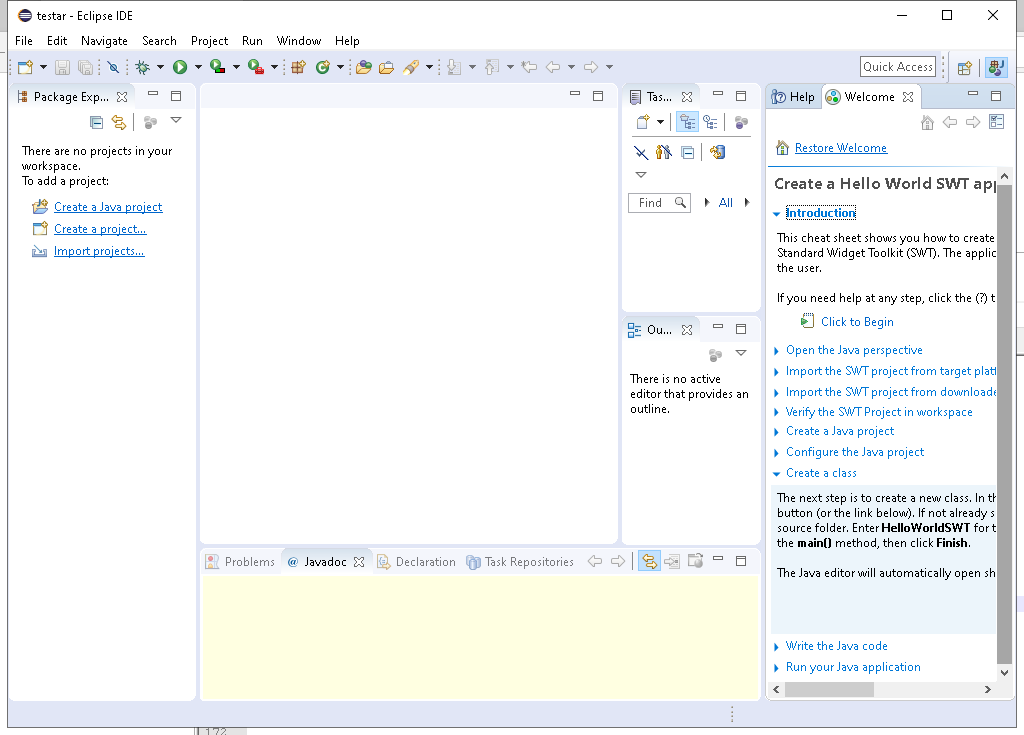 testar - Eclipse IDE
File Edit Navigate Search Project Run Window Help
Quick Access
Package Exp...
There are no projects in your
workspace.
To add a project:
Create a Java project
Create a project...
Import projects...
Tas...
Find
All
Ou...
There is no active
editor that provides an
outline.
Problems @ Javadoc Declaration Task Repositories
Help Welcome
Restore Welcome
Create a Hello World SWT app
Introduction
This cheat sheet shows you how to create
Standard Widget Toolkit (SWT). The applic
the user.
If you need help at any step, click the (?) t
Click to Begin
Open the Java perspective
Import the SWT project from target platf
Import the SWT project from downloade
Verify the SWT Project in workspace
Create a Java project
Configure the Java project
Create a class
The next step is to create a new class. In th
button (or the link below). If not already s
source folder. Enter HelloWorldSWT for t
the main() method, then click Finish.
The Java editor will automatically open sh
Write the Java code
Run your Java application
172